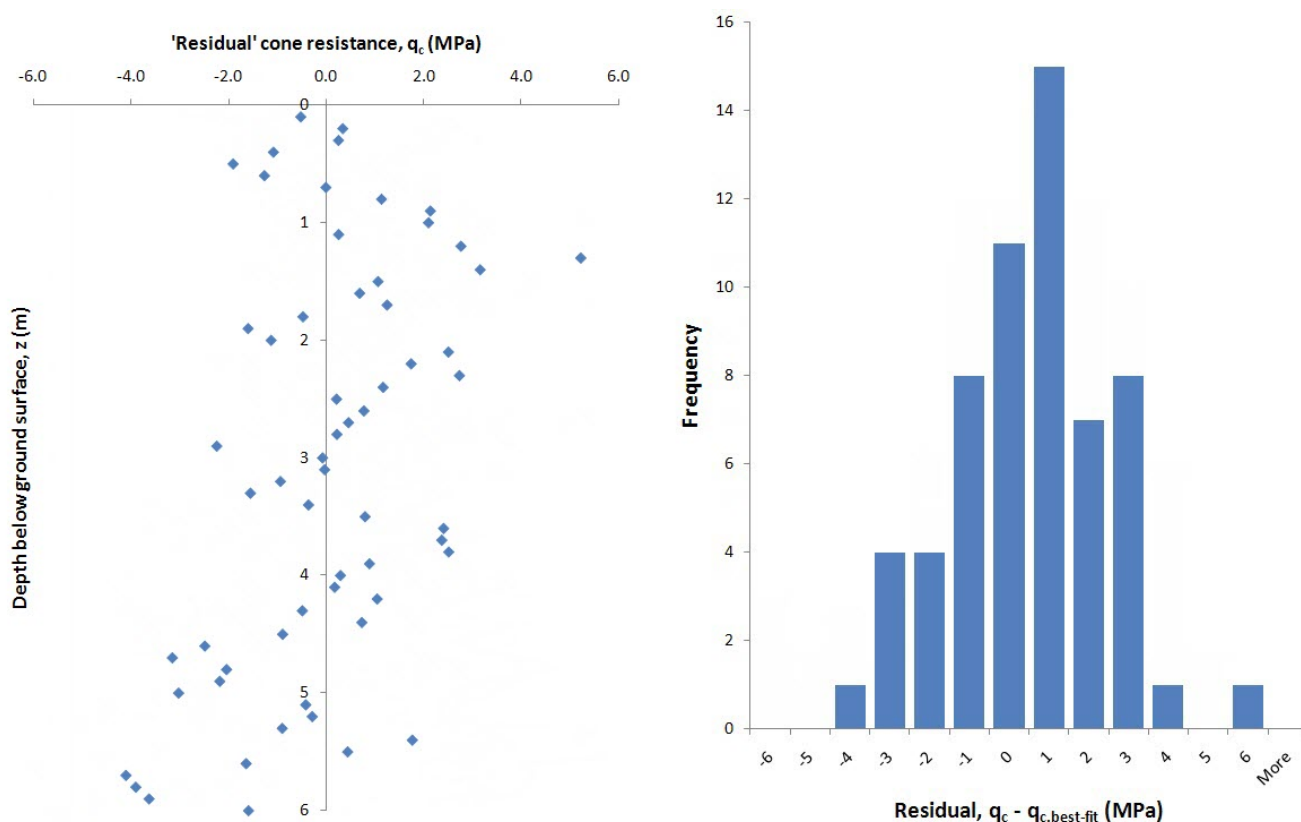 'Residual' cone resistance, qc (MPa)
-6.0 -4.0 -2.0 0.0 2.0 4.0 6.0
0
1
2
3
4
5
6
Depth below ground surface, z (m)
16
14
12
10
8
6
4
2
0
Frequency
-6 -5 -4 -3 -2 -1 0 1 2 3 4 5 6 More
Residual, qc - qc,best-fit (MPa)